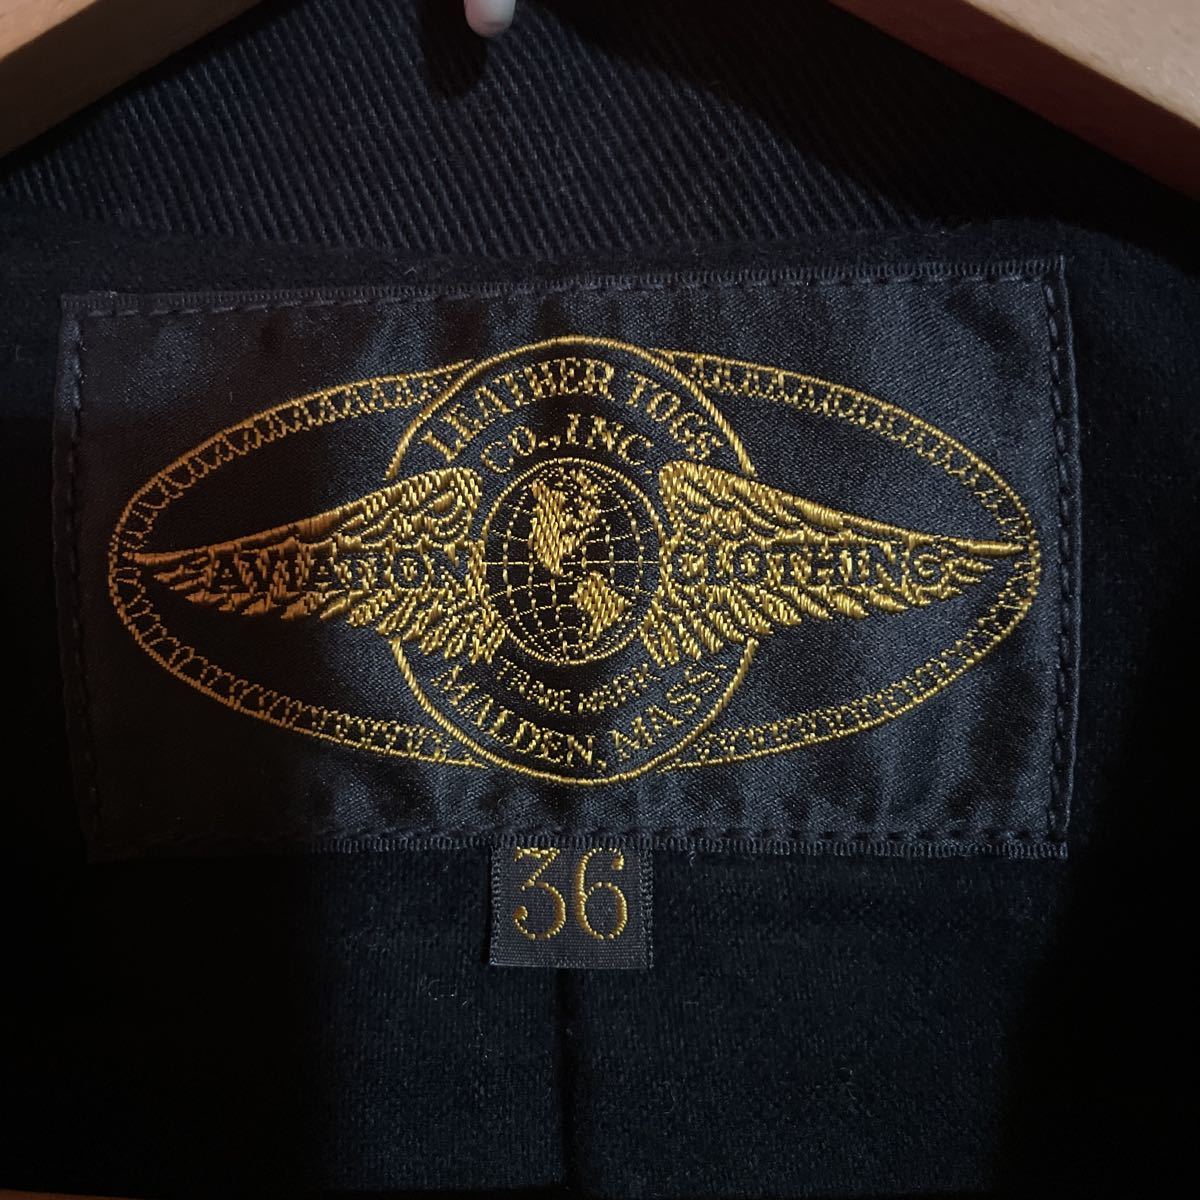 LEATHER TOGS
CO., INC.
AVIATION CLOTHING
TRADE MARK
MALDEN, MASS
36